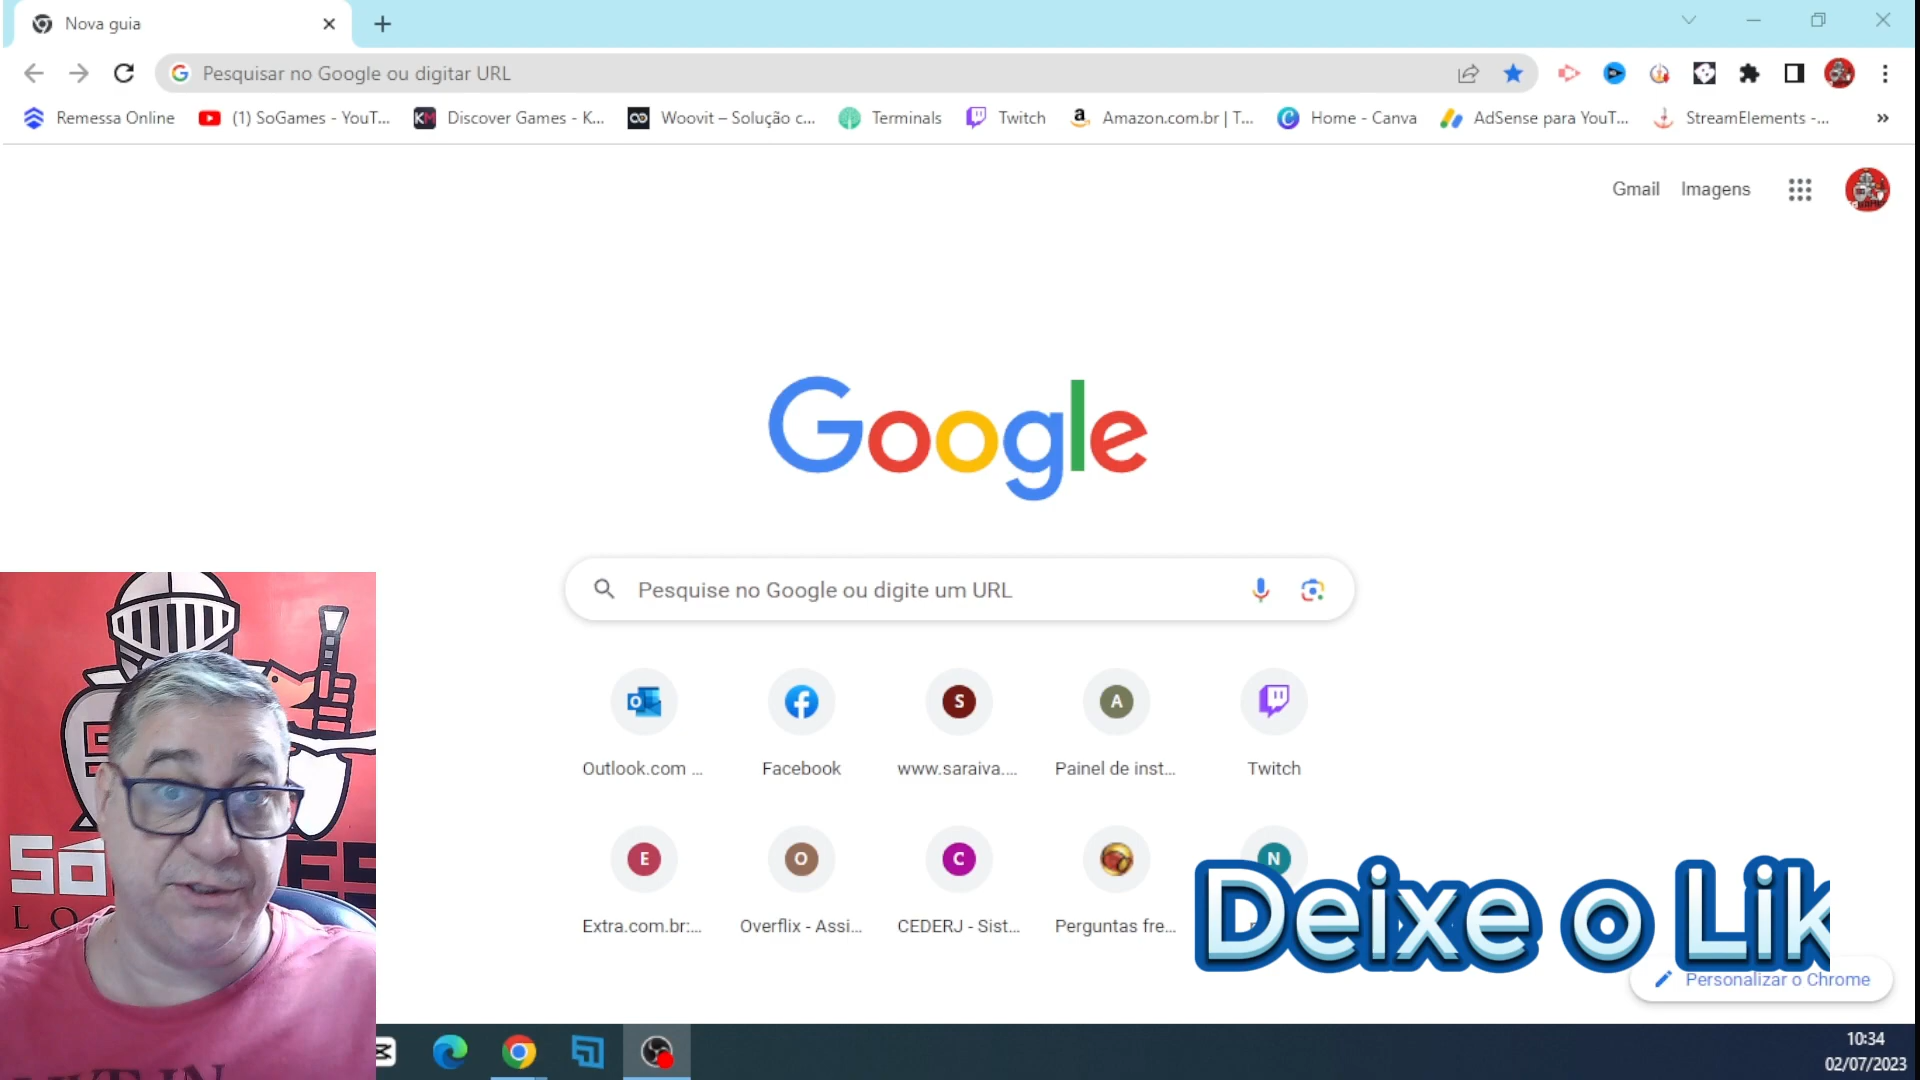 Nova guia
Pesquisar no Google ou digitar URL
Remessa Online
(1) SoGames - YouT...
Discover Games - K...
Woovit – Solução c...
Terminals
Twitch
Amazon.com.br | T...
Home - Canva
AdSense para YouT...
StreamElements -...
Gmail
Imagens
Google
Pesquise no Google ou digite um URL
Outlook.com ...
Facebook
www.saraiva....
Painel de inst...
Twitch
Extra.com.br:...
Overflix - Assi...
CEDERJ - Sist...
Perguntas fre...
Deixe o Lik
Personalizar o Chrome
10:34
02/07/2023